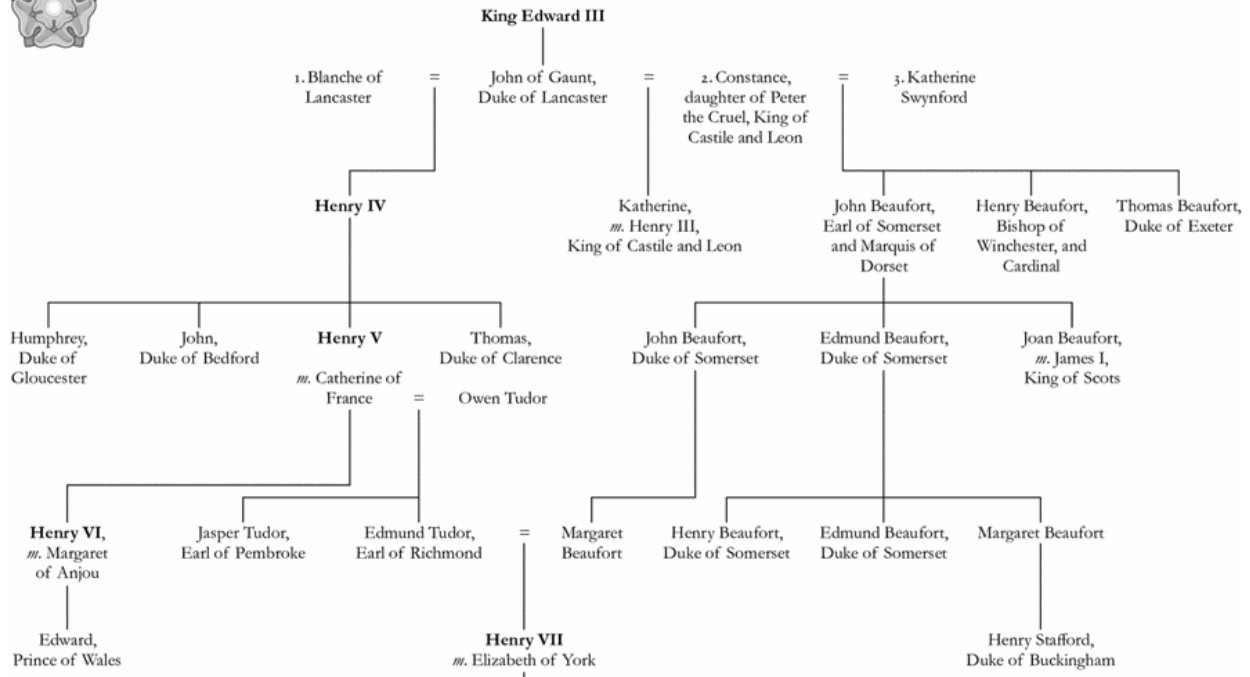 King Edward III
1. Blanche of
Lancaster
=
John of Gaunt,
Duke of Lancaster
=
2. Constance,
daughter of Peter
the Cruel, King of
Castile and Leon
=
3. Katherine
Swynford
Henry IV
Katherine,
m. Henry III,
King of Castile and Leon
John Beaufort,
Earl of Somerset
and Marquis of
Dorset
Henry Beaufort,
Bishop of
Winchester, and
Cardinal
Thomas Beaufort,
Duke of Exeter
Humphrey,
Duke of
Gloucester
John,
Duke of Bedford
Henry V
m. Catherine of
France
=
Owen Tudor
Thomas,
Duke of Clarence
John Beaufort,
Duke of Somerset
Edmund Beaufort,
Duke of Somerset
Joan Beaufort,
m. James I,
King of Scots
Henry VI,
m. Margaret
of Anjou
Jasper Tudor,
Earl of Pembroke
Edmund Tudor,
Earl of Richmond
=
Margaret
Beaufort
Henry Beaufort,
Duke of Somerset
Edmund Beaufort,
Duke of Somerset
Margaret Beaufort
Edward,
Prince of Wales
Henry VII
m. Elizabeth of York
Henry Stafford,
Duke of Buckingham